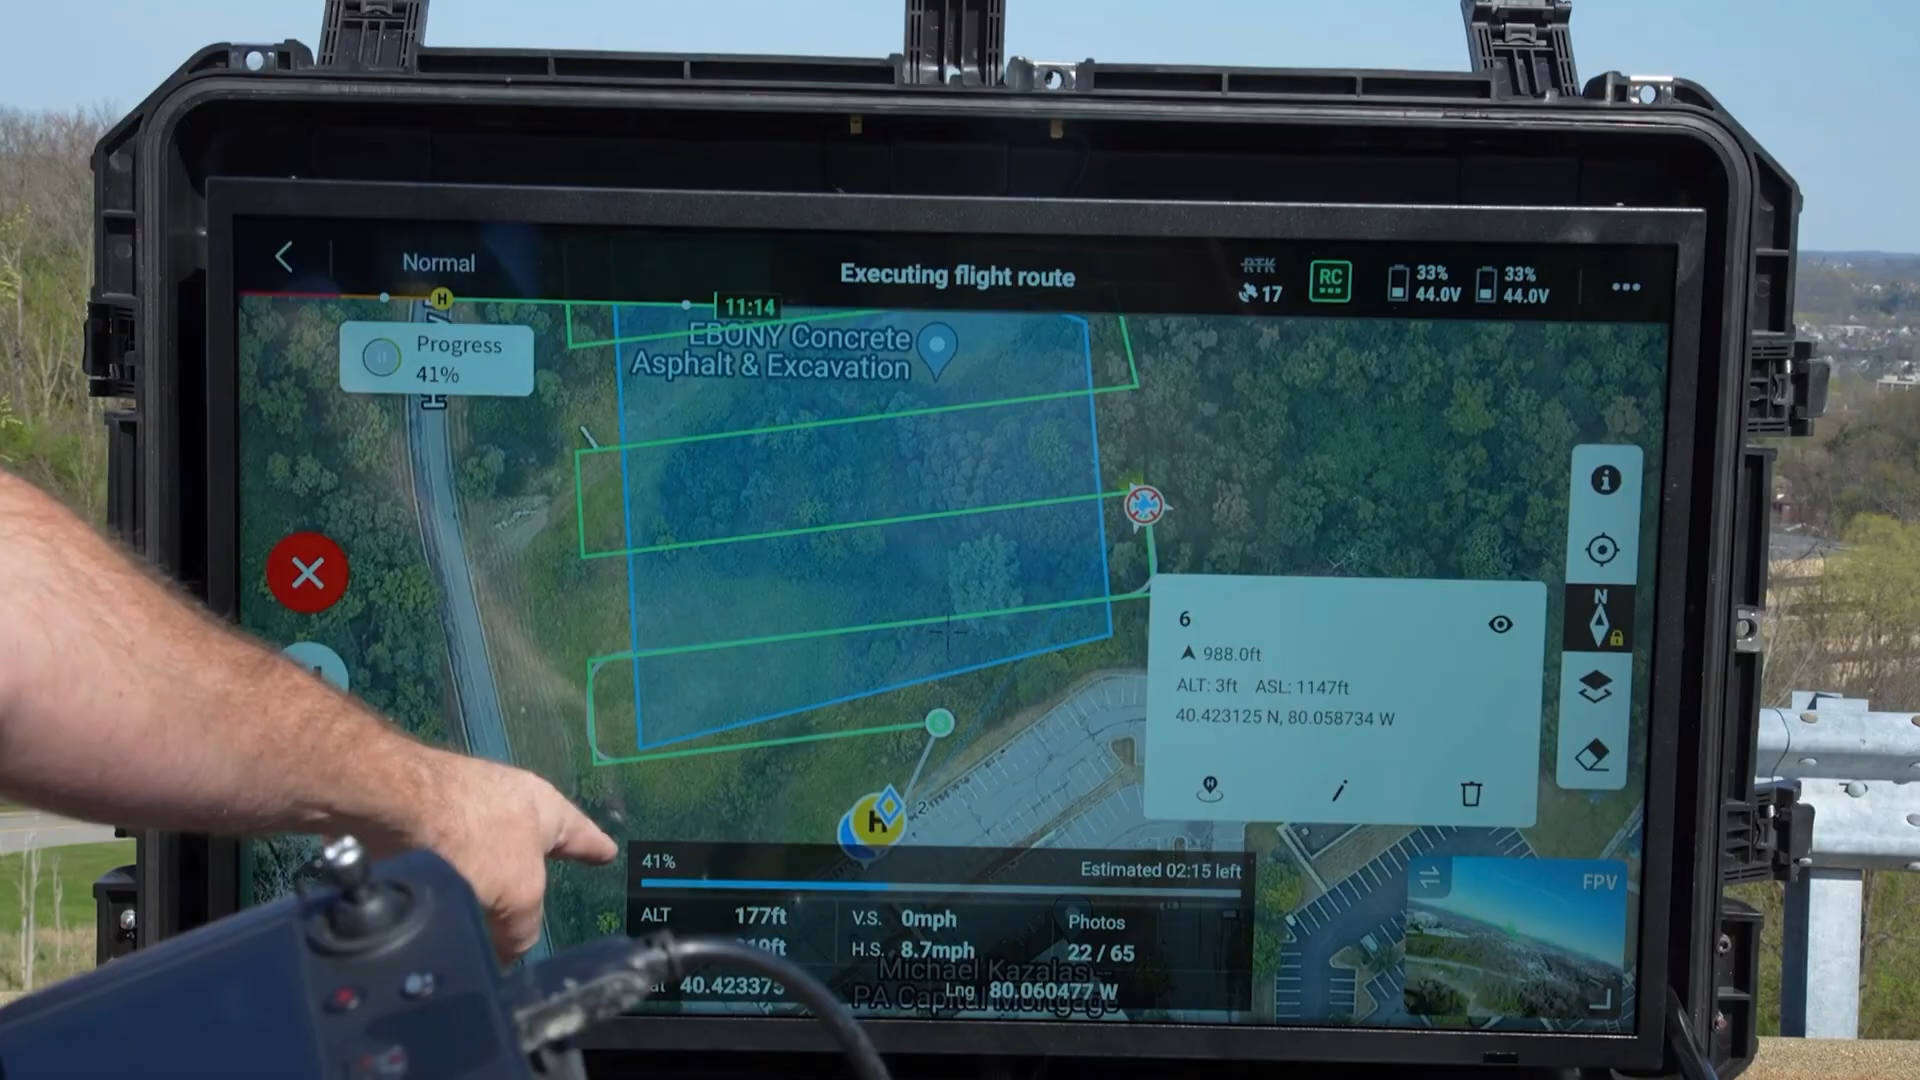 Normal
Executing flight route
RTK
17
RC
33%
44.0V
33%
44.0V
H
11:14
Progress
41%
EBONY Concrete
Asphalt & Excavation
N
6
988.0ft
ALT: 3ft ASL: 1147ft
40.423125 N, 80.058734 W
S
H
2
41%
Estimated 02:15 left
ALT 177ft V.S. 0mph Photos
H.S. 8.7mph 22 / 65
40.423375 Lng 80.060477 W
Michael Kazalas –
PA Capital Mortgage
FPV